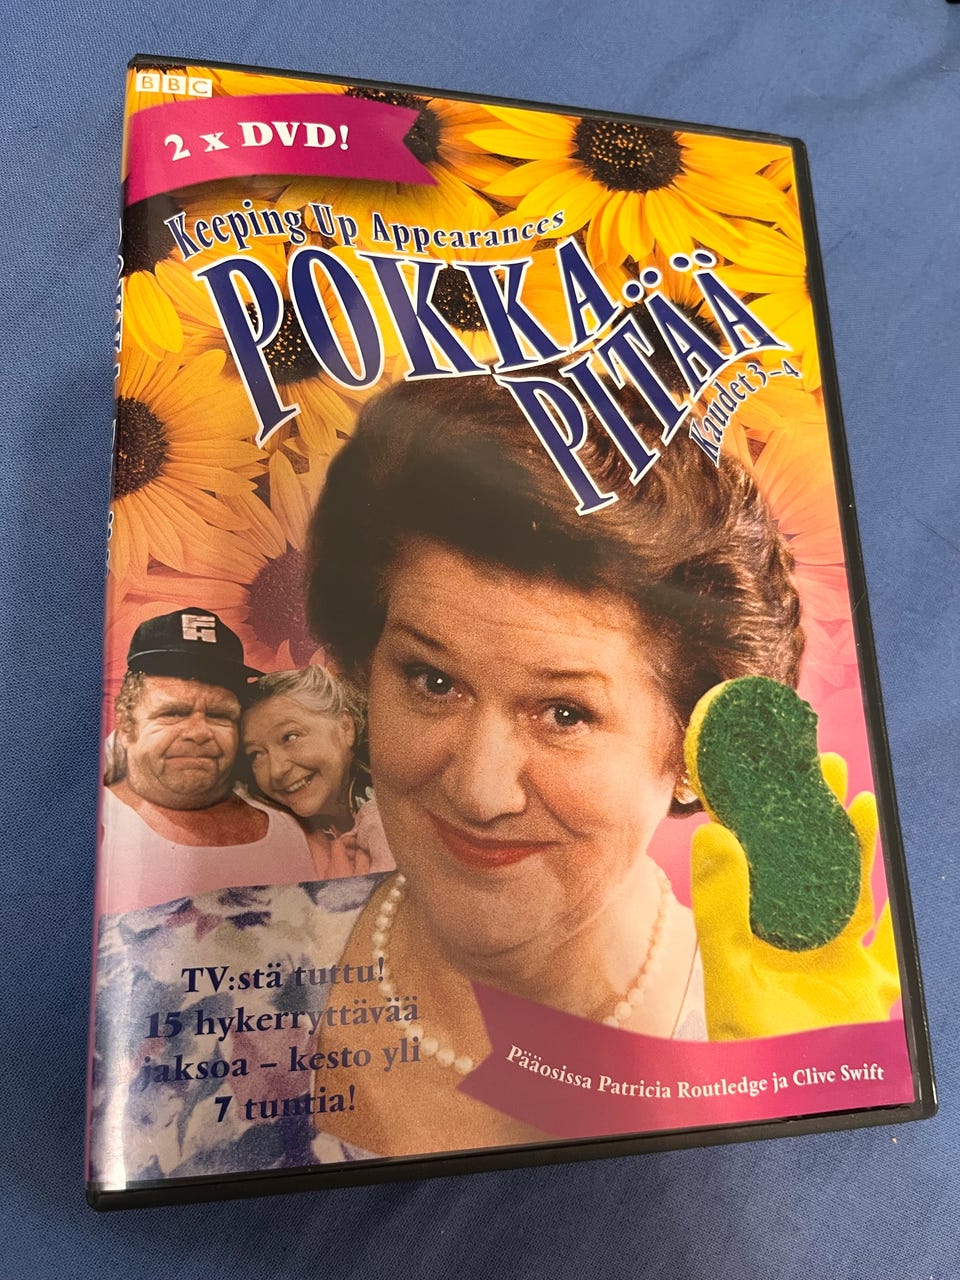 BBC
2 x DVD!
Keeping Up Appearances
POKKA
PITÄÄ
Kaudet 3–4
TV:stä tuttu!
15 hykerryttävää
jaksoa – kesto yli
7 tuntia!
Pääosissa Patricia Routledge ja Clive Swift